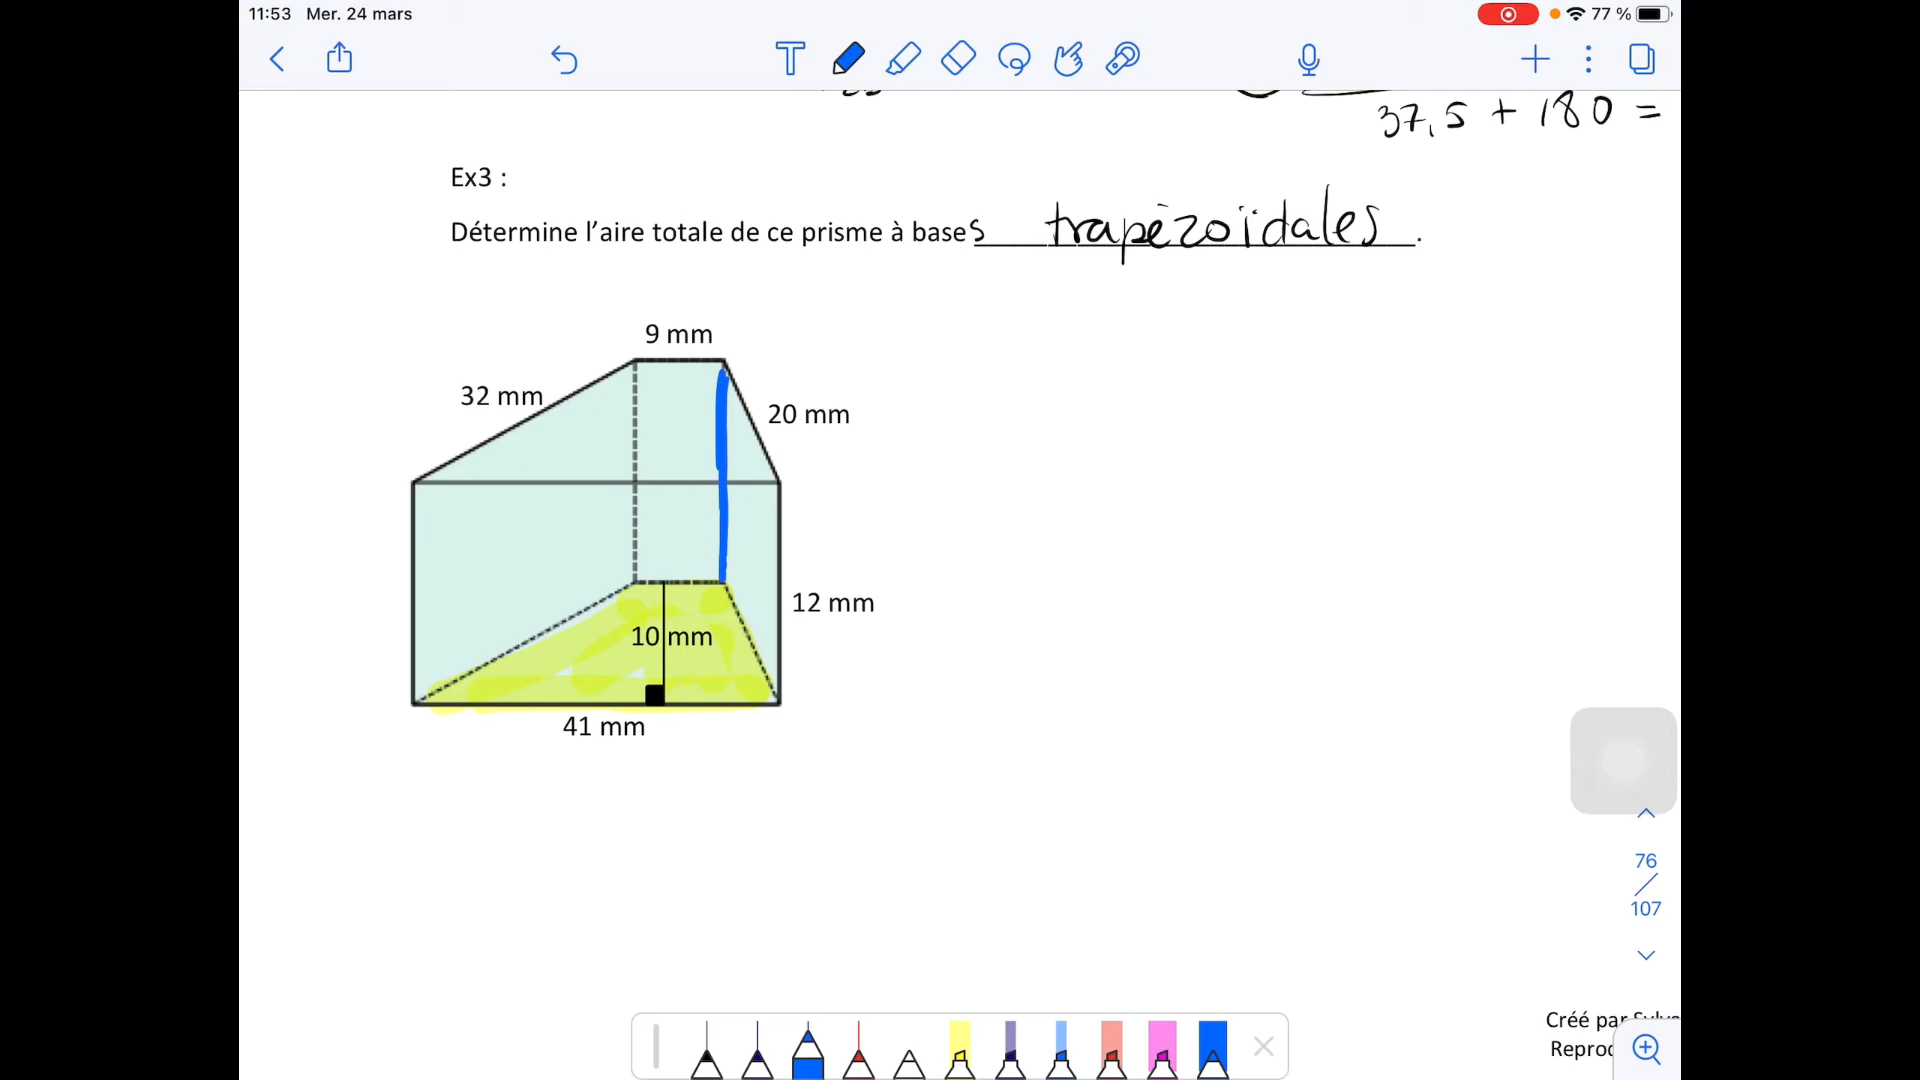 11:53 Mer. 24 mars
77 %
37,5 + 180 =
Ex3 :
Détermine l’aire totale de ce prisme à bases trapézoïdales.
9 mm
32 mm
20 mm
12 mm
10 mm
41 mm
76
107
Créé par